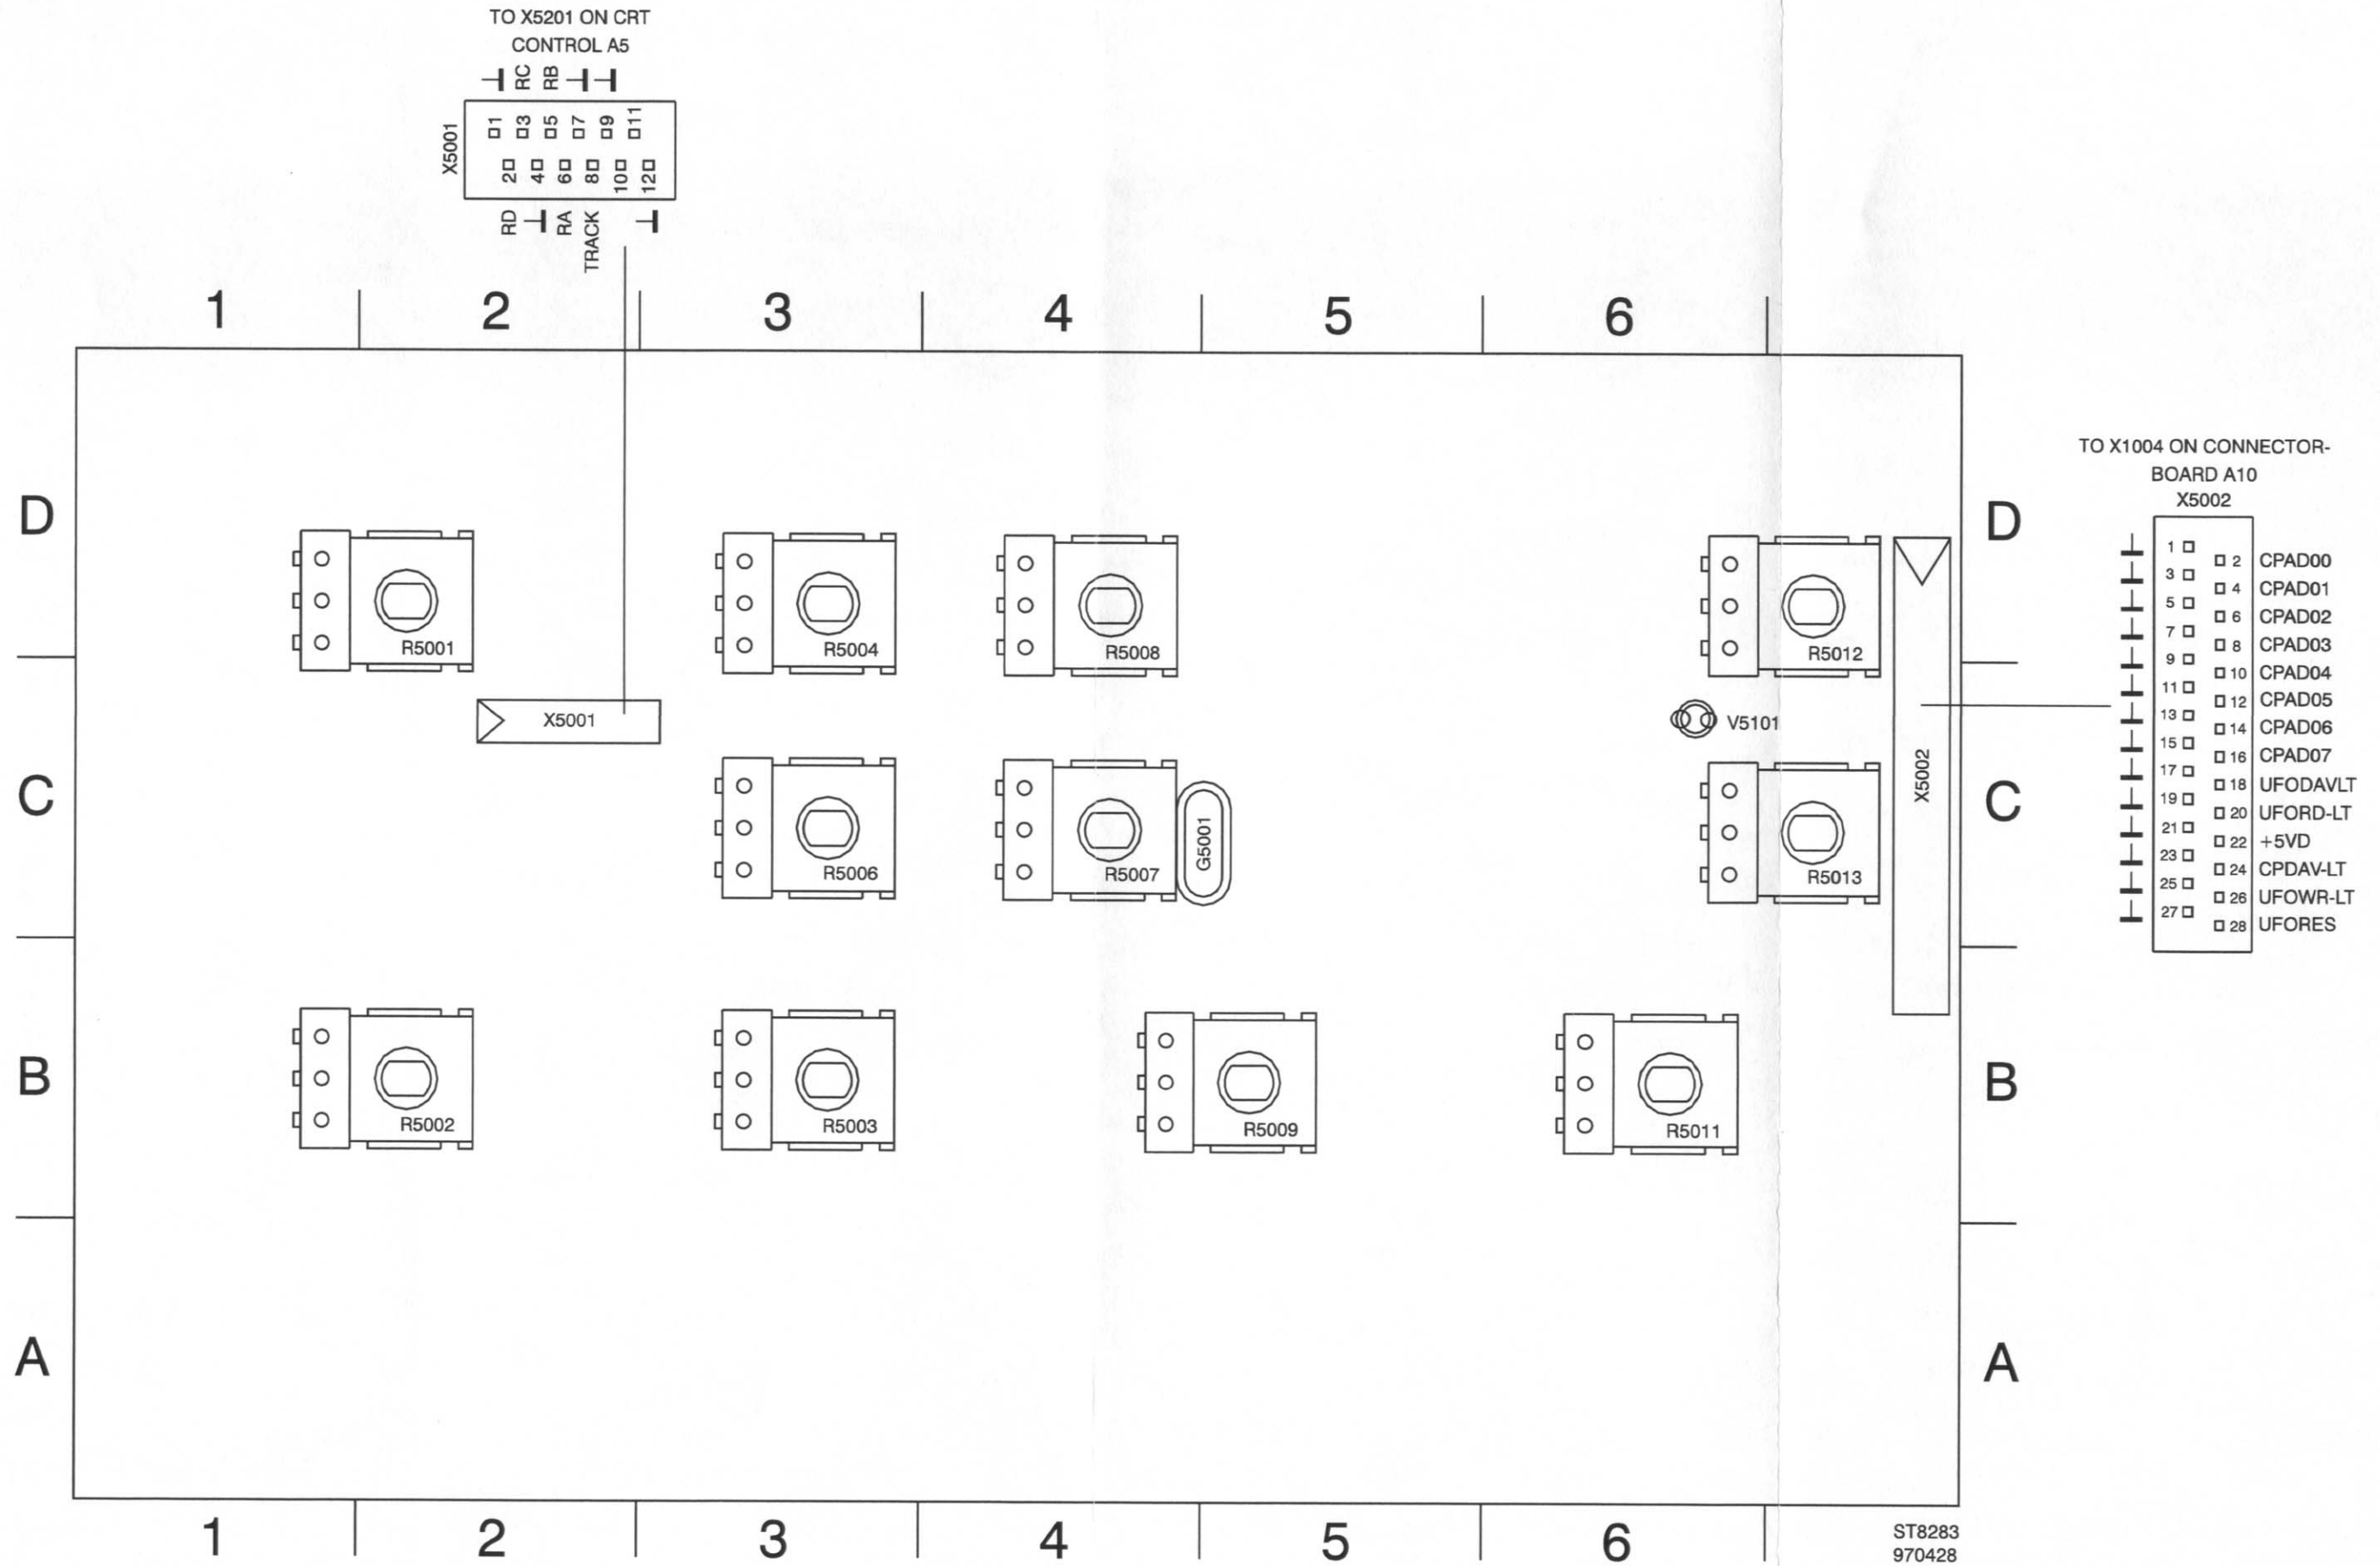 TO X5201 ON CRT
CONTROL A5
RC RB
X5001
1 3 5 7 9 11
2 4 6 8 10 12
RD RA TRACK
1 2 3 4 5 6
TO X1004 ON CONNECTOR-
BOARD A10
X5002
1
2 CPAD00
3
4 CPAD01
5
6 CPAD02
7
8 CPAD03
9
10 CPAD04
11
12 CPAD05
13
14 CPAD06
15
16 CPAD07
17
18 UFODAVLT
19
20 UFORD-LT
21
22 +5VD
23
24 CPDAV-LT
25
26 UFOWR-LT
27
28 UFORES
D D
R5001 R5004 R5008 R5012
X5001 V5101
X5002
C C
G5001
R5006 R5007 R5013
B B
R5002 R5003 R5009 R5011
A A
1 2 3 4 5 6
ST8283
970428